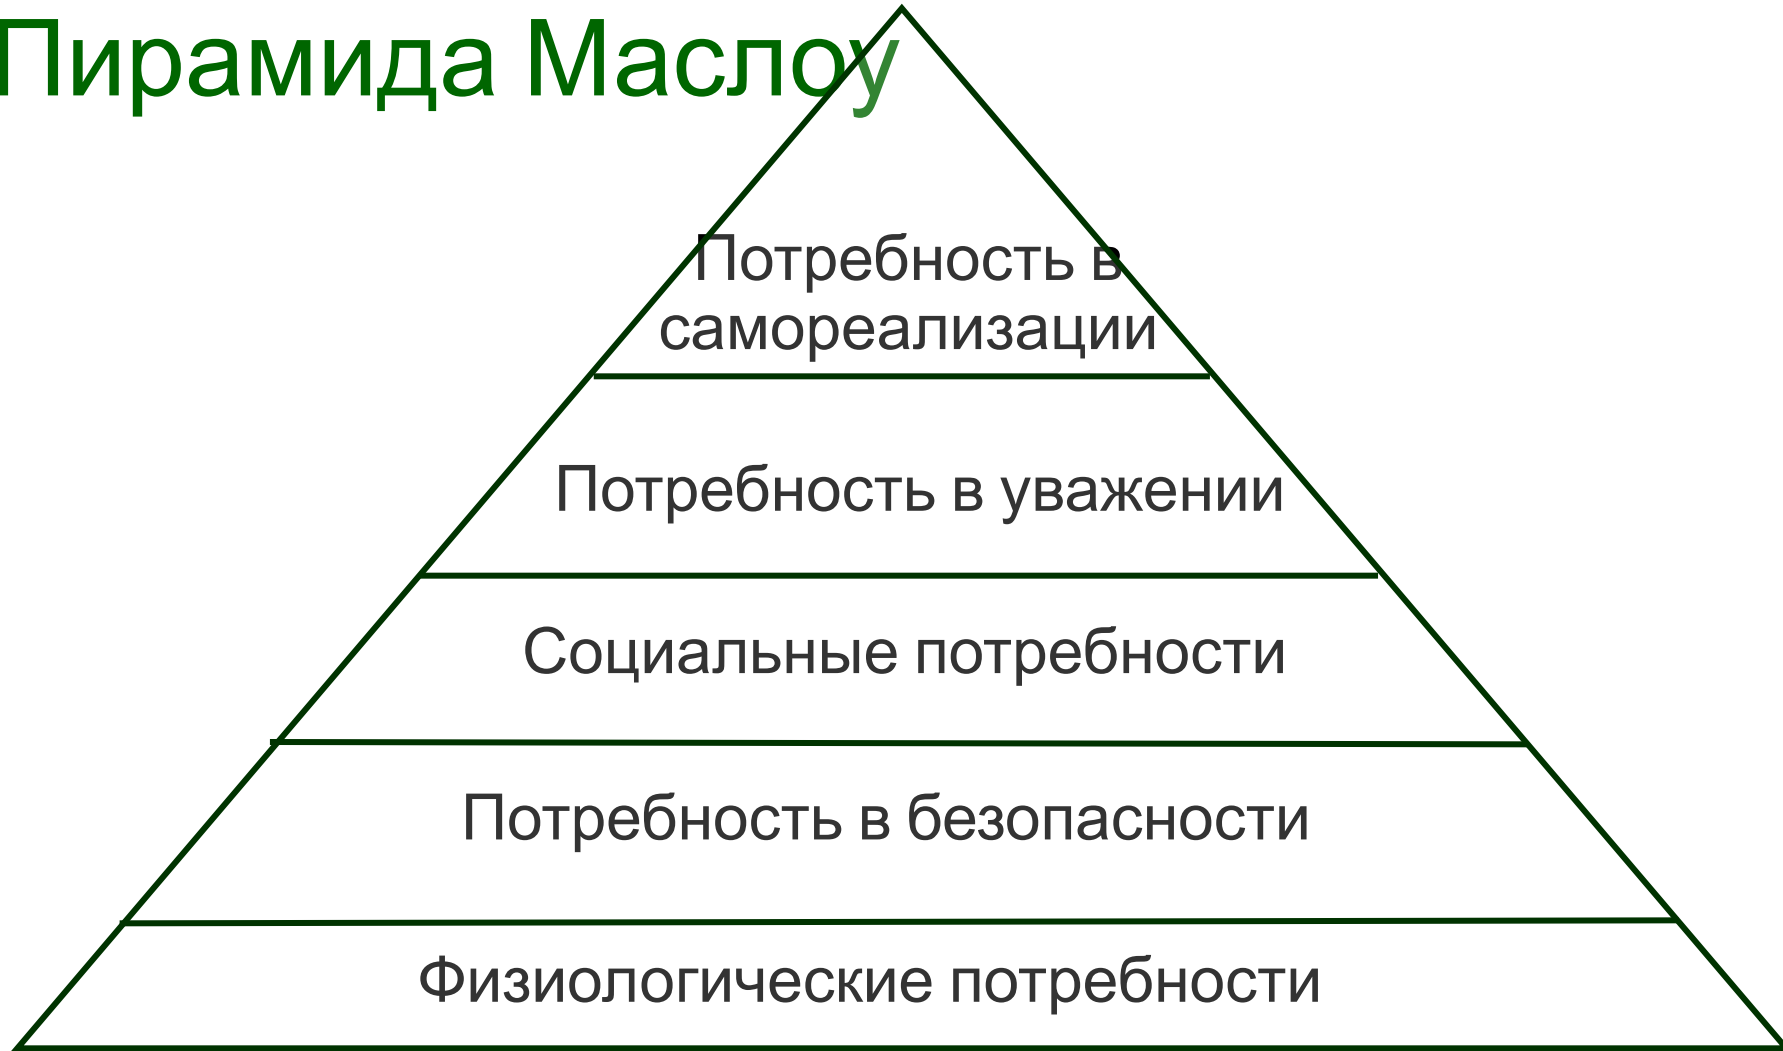 Пирамида Маслоу
Потребность в
самореализации
Потребность в уважении
Социальные потребности
Потребность в безопасности
Физиологические потребности